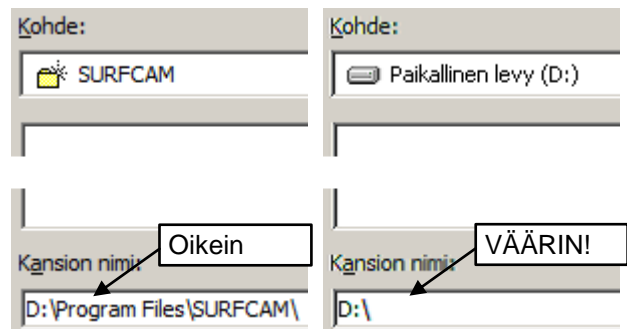 Kohde:
SURFCAM
Kansion nimi:
Oikein
D:\Program Files\SURFCAM\
Kohde:
Paikallinen levy (D:)
Kansion nimi:
VÄÄRIN!
D:\